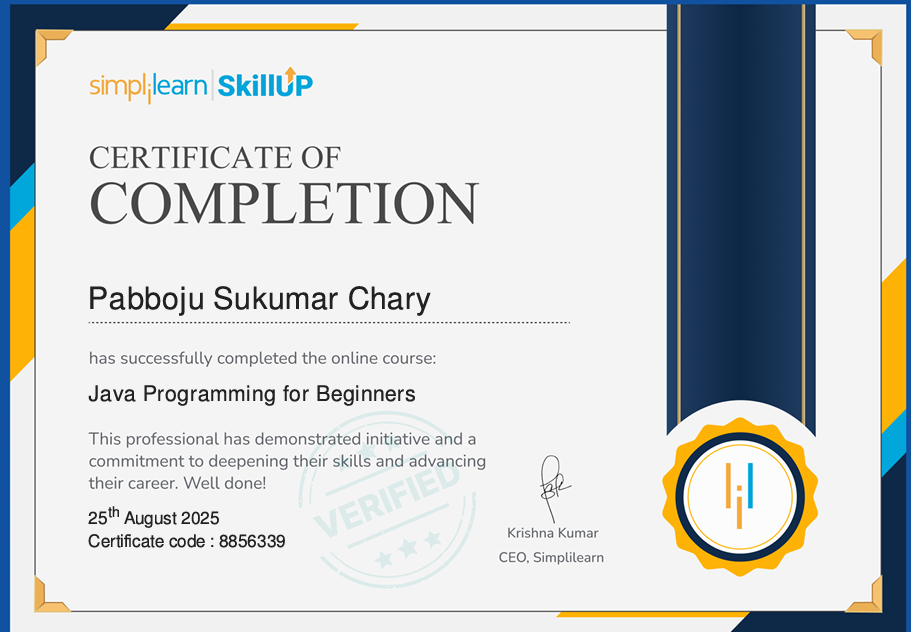 simplilearn | SkillUP
CERTIFICATE OF
COMPLETION
Pabboju Sukumar Chary
has successfully completed the online course:
Java Programming for Beginners
This professional has demonstrated initiative and a
commitment to deepening their skills and advancing
their career. Well done!
VERIFIED
25th August 2025
Certificate code : 8856339
Krishna Kumar
CEO, Simplilearn